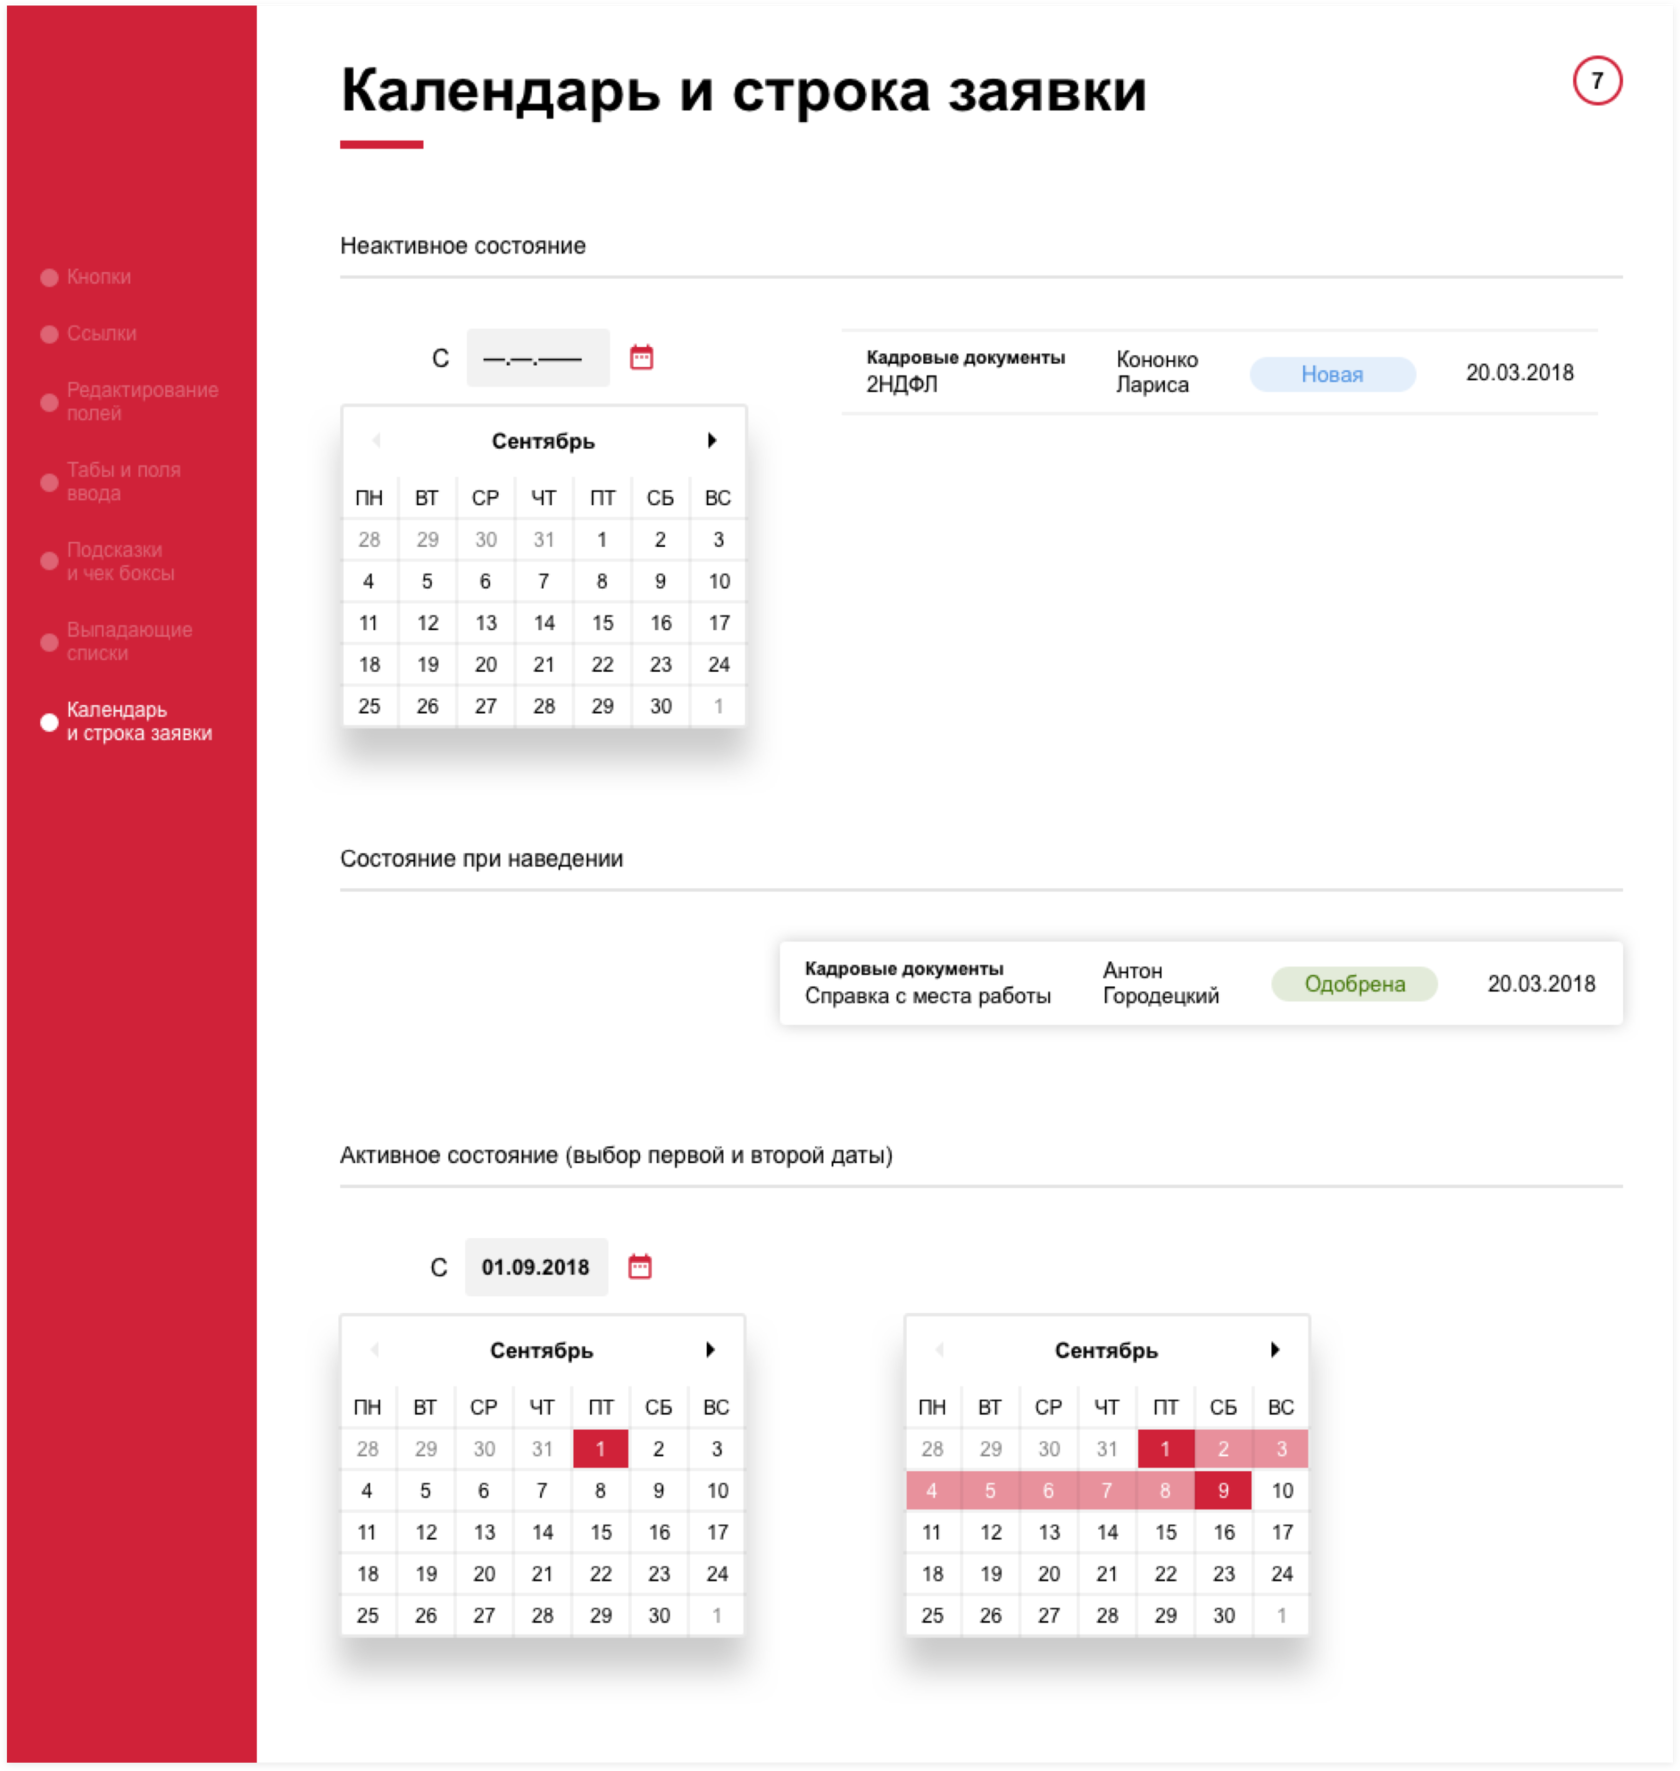 Календарь и строка заявки
7
Кнопки
Ссылки
Редактирование
полей
Табы и поля
ввода
Подсказки
и чек боксы
Выпадающие
списки
Календарь
и строка заявки
Неактивное состояние
С —.—.——
Сентябрь
ПН ВТ СР ЧТ ПТ СБ ВС
28 29 30 31 1 2 3
4 5 6 7 8 9 10
11 12 13 14 15 16 17
18 19 20 21 22 23 24
25 26 27 28 29 30 1
Кадровые документы
2НДФЛ
Кононко
Лариса
Новая
20.03.2018
Состояние при наведении
Кадровые документы
Справка с места работы
Антон
Городецкий
Одобрена
20.03.2018
Активное состояние (выбор первой и второй даты)
С 01.09.2018
Сентябрь
ПН ВТ СР ЧТ ПТ СБ ВС
28 29 30 31 1 2 3
4 5 6 7 8 9 10
11 12 13 14 15 16 17
18 19 20 21 22 23 24
25 26 27 28 29 30 1
Сентябрь
ПН ВТ СР ЧТ ПТ СБ ВС
28 29 30 31 1 2 3
4 5 6 7 8 9 10
11 12 13 14 15 16 17
18 19 20 21 22 23 24
25 26 27 28 29 30 1